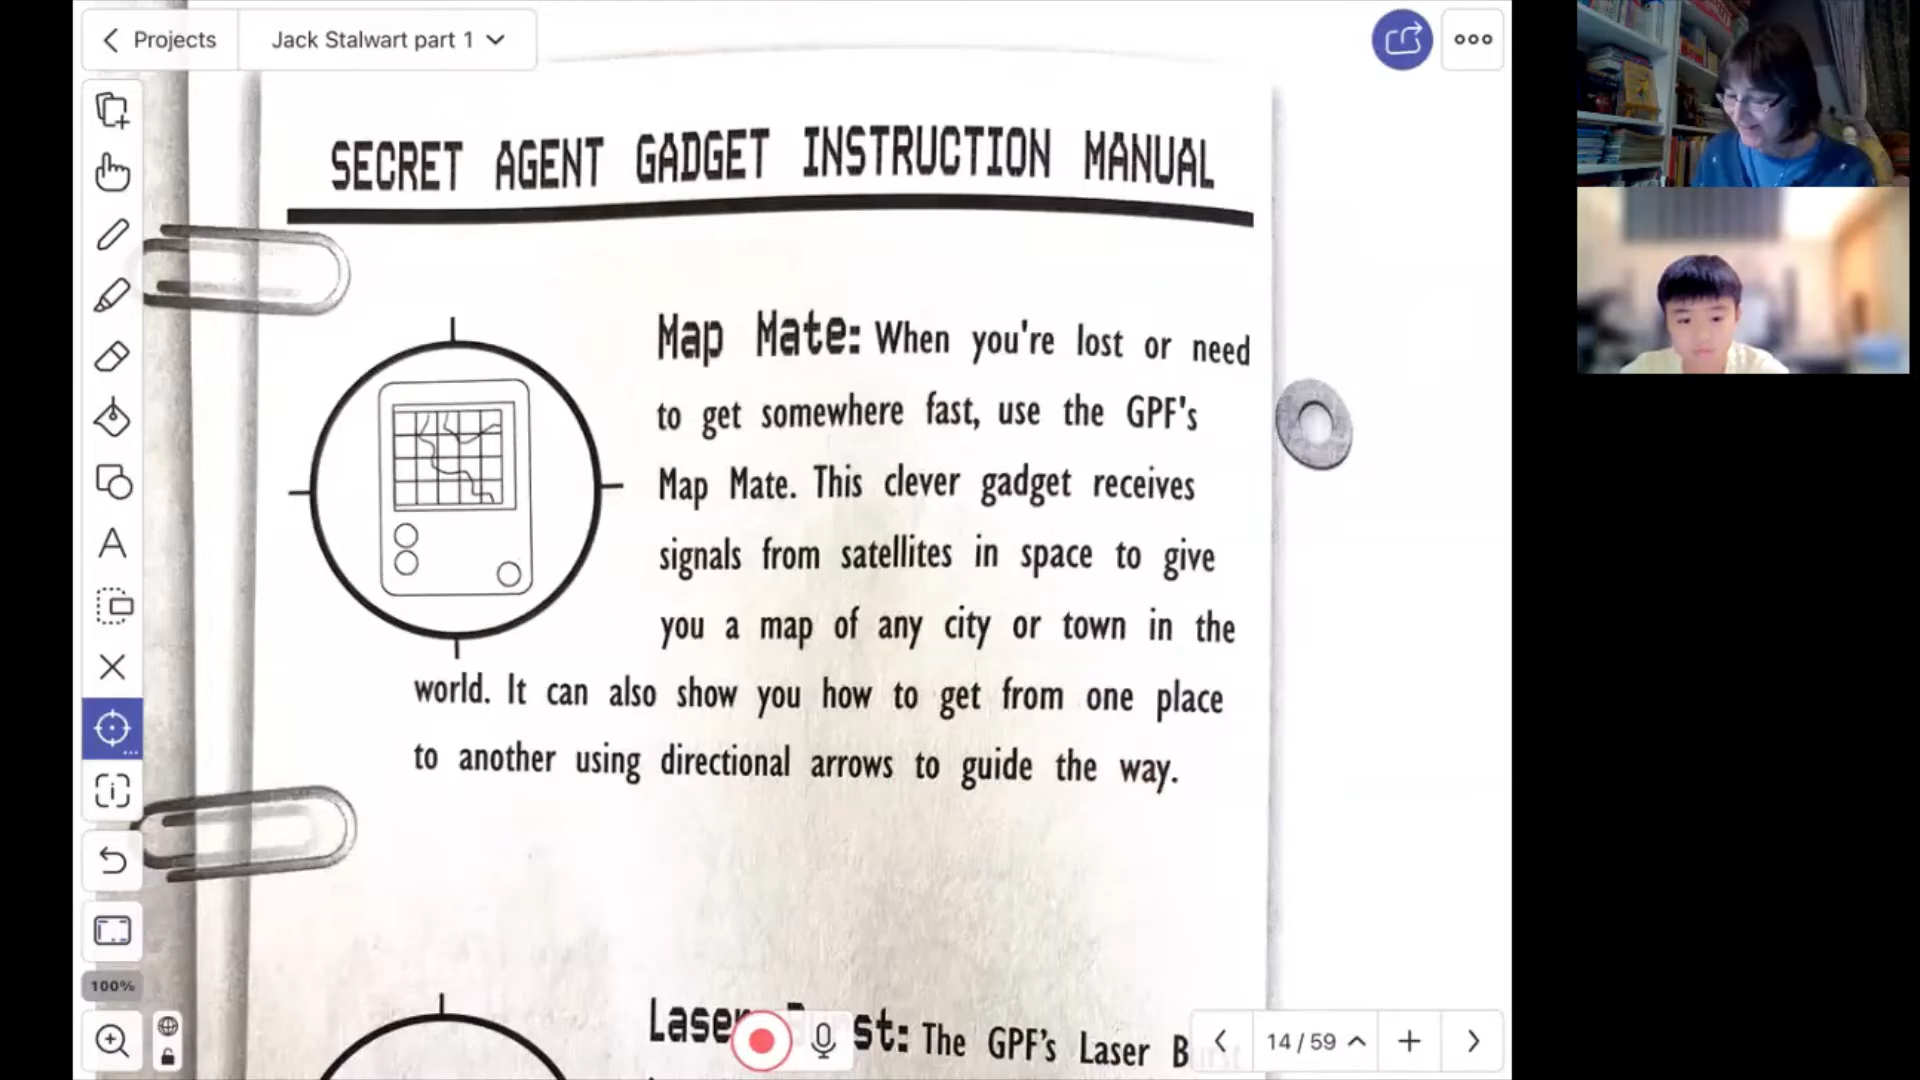 Projects
Jack Stalwart part 1
SECRET AGENT GADGET INSTRUCTION MANUAL
Map Mate: When you're lost or need
to get somewhere fast, use the GPF's
Map Mate. This clever gadget receives
signals from satellites in space to give
you a map of any city or town in the
world. It can also show you how to get from one place
to another using directional arrows to guide the way.
100%
The GPF's Laser
14 / 59